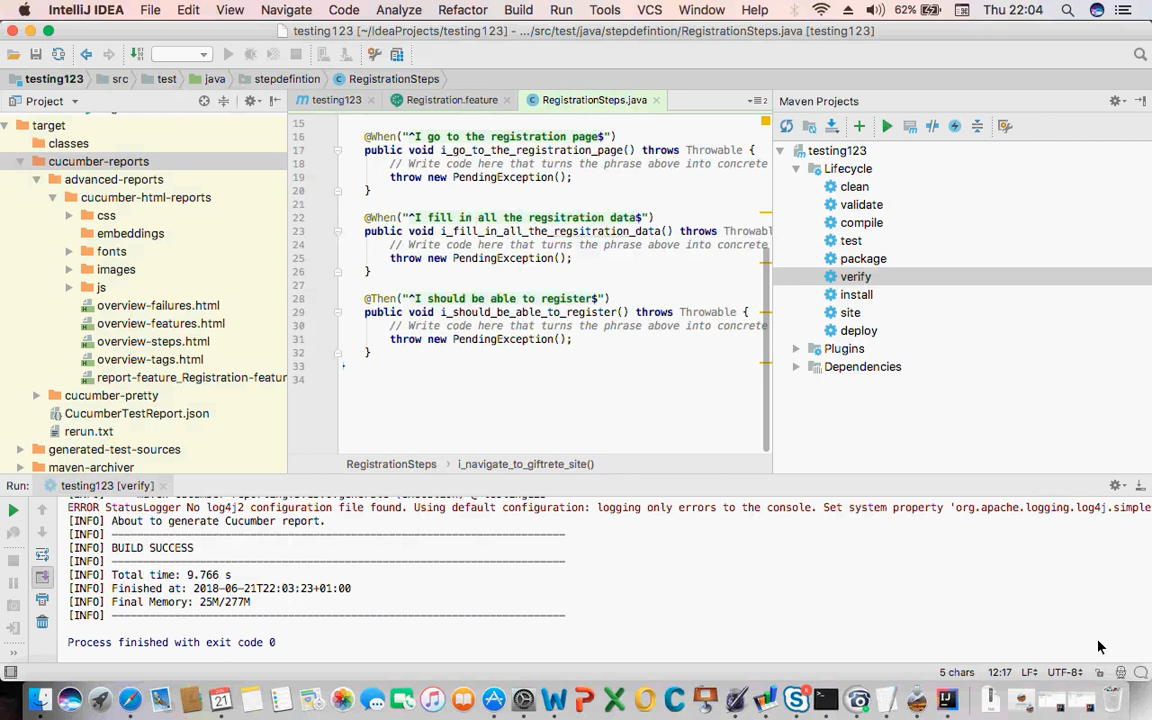 IntelliJ IDEA File Edit View Navigate Code Analyze Refactor Build Run Tools VCS Window Help 62% Thu 22:04
testing123 [~/IdeaProjects/testing123] - .../src/test/java/stepdefintion/RegistrationSteps.java [testing123]
testing123 src test java stepdefintion RegistrationSteps
Project
testing123
Registration.feature
RegistrationSteps.java
Maven Projects
target
classes
cucumber-reports
advanced-reports
cucumber-html-reports
css
embeddings
fonts
images
js
overview-failures.html
overview-features.html
overview-steps.html
overview-tags.html
report-feature_Registration-featur
cucumber-pretty
CucumberTestReport.json
rerun.txt
generated-test-sources
maven-archiver
15
16 @When("^I go to the registration page$")
17 public void i_go_to_the_registration_page() throws Throwable {
18 // Write code here that turns the phrase above into concrete
19 throw new PendingException();
20 }
21
22 @When("^I fill in all the regsitration data$")
23 public void i_fill_in_all_the_regsitration_data() throws Throwabl
24 // Write code here that turns the phrase above into concrete
25 throw new PendingException();
26 }
27
28 @Then("^I should be able to register$")
29 public void i_should_be_able_to_register() throws Throwable {
30 // Write code here that turns the phrase above into concrete
31 throw new PendingException();
32 }
33 }
34
RegistrationSteps i_navigate_to_giftrete_site()
testing123
Lifecycle
clean
validate
compile
test
package
verify
install
site
deploy
Plugins
Dependencies
Run: testing123 [verify]
ERROR StatusLogger No log4j2 configuration file found. Using default configuration: logging only errors to the console. Set system property 'org.apache.logging.log4j.simple
[INFO] About to generate Cucumber report.
[INFO] ------------------------------------------------------------------------
[INFO] BUILD SUCCESS
[INFO] ------------------------------------------------------------------------
[INFO] Total time: 9.766 s
[INFO] Finished at: 2018-06-21T22:03:23+01:00
[INFO] Final Memory: 25M/277M
[INFO] ------------------------------------------------------------------------
Process finished with exit code 0
5 chars 12:17 LF UTF-8